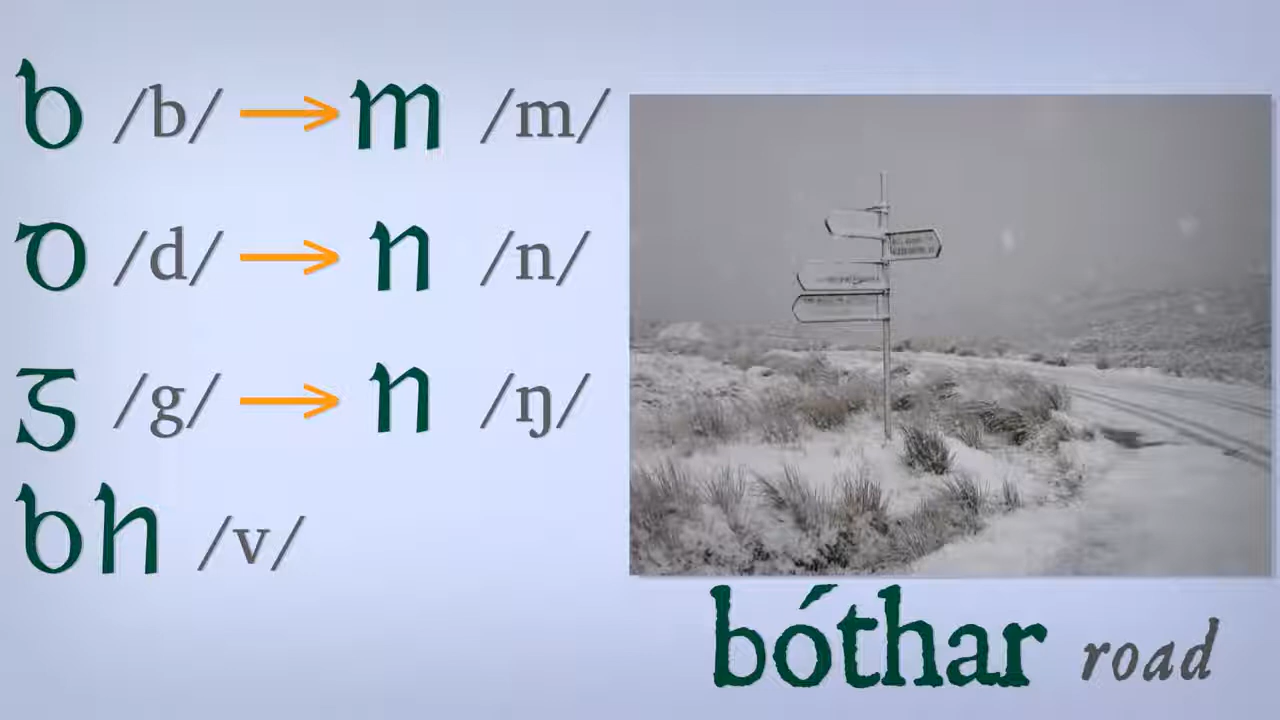 b /b/ → m /m/
d /d/ → n /n/
g /g/ → n /ŋ/
bh /v/
bóthar road